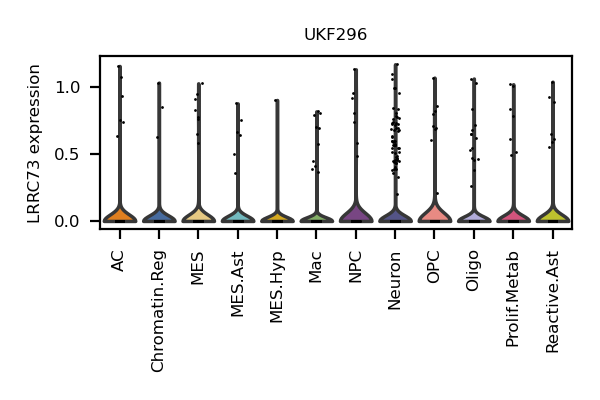 UKF296
LRRC73 expression
1.0
0.5
0.0
AC
Chromatin.Reg
MES
MES.Ast
MES.Hyp
Mac
NPC
Neuron
OPC
Oligo
Prolif.Metab
Reactive.Ast